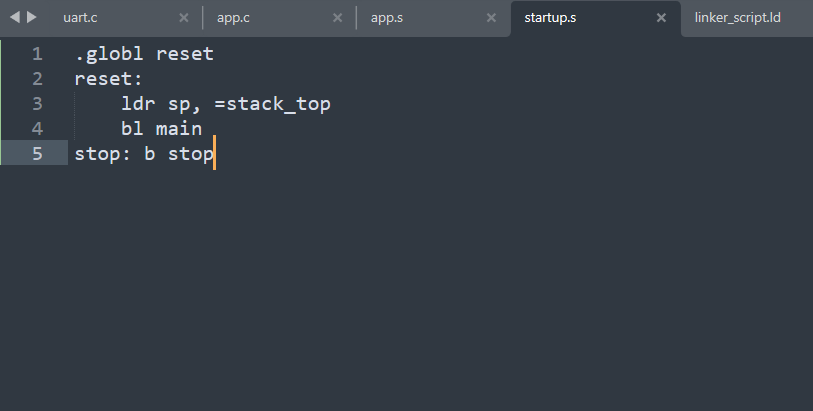 uart.c × app.c × app.s × startup.s × linker_script.ld
1 .globl reset
2 reset:
3     ldr sp, =stack_top
4     bl main
5 stop: b stop